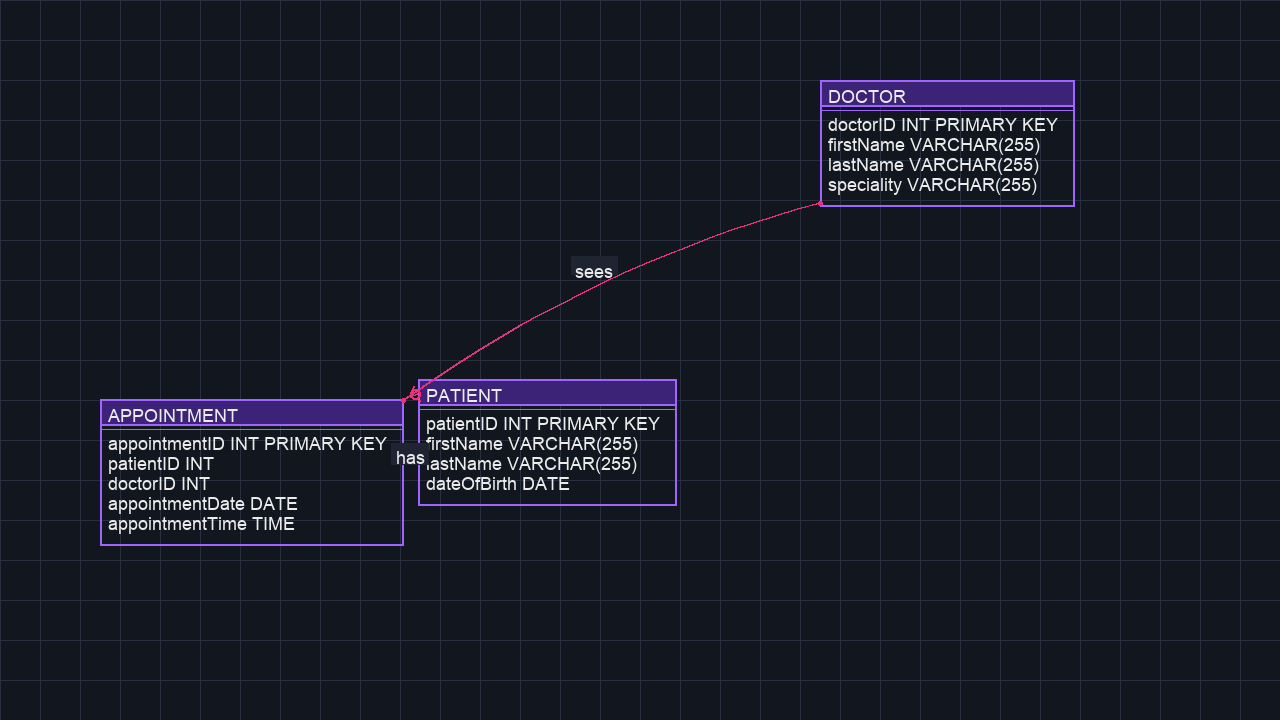 DOCTOR
doctorID INT PRIMARY KEY
firstName VARCHAR(255)
lastName VARCHAR(255)
speciality VARCHAR(255)
sees
PATIENT
patientID INT PRIMARY KEY
firstName VARCHAR(255)
lastName VARCHAR(255)
dateOfBirth DATE
has
APPOINTMENT
appointmentID INT PRIMARY KEY
patientID INT
doctorID INT
appointmentDate DATE
appointmentTime TIME